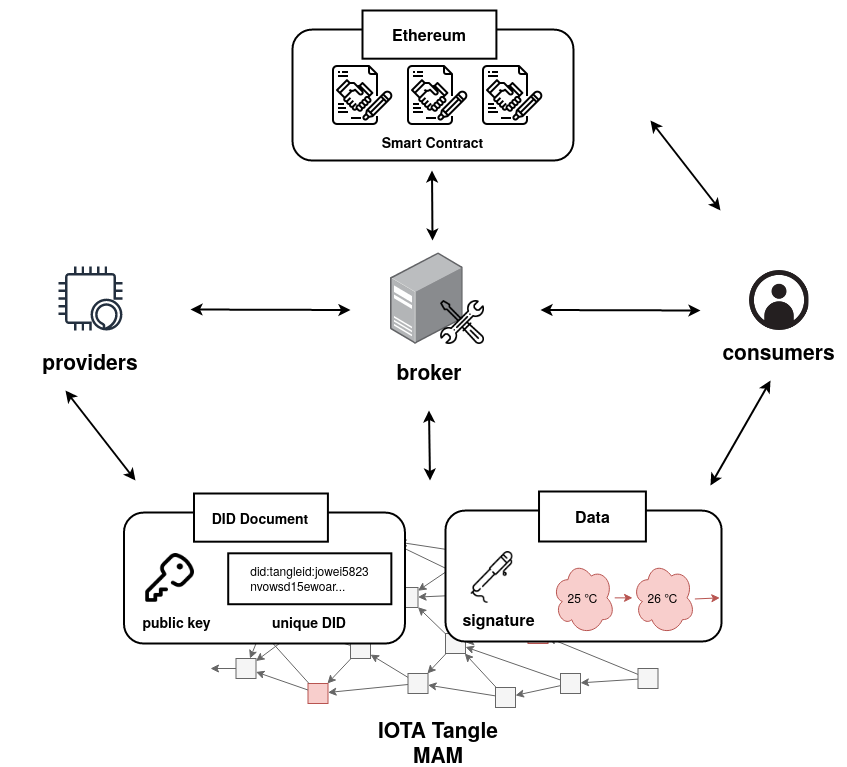 Ethereum
Smart Contract
providers
broker
consumers
DID Document
did:tangleid:jowei5823
nvowsd15ewoar...
public key
unique DID
Data
signature
25 ℃
26 ℃
IOTA Tangle
MAM